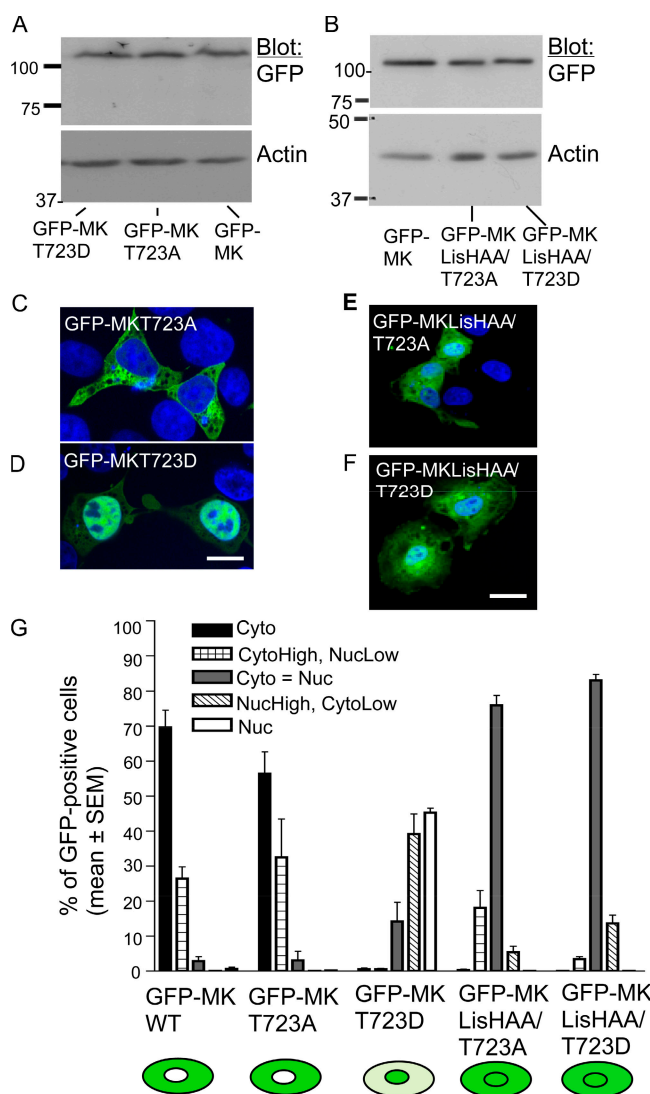 A
Blot:
GFP
100
75
Actin
37
GFP-MK
T723D
GFP-MK
T723A
GFP-
MK
B
Blot:
GFP
100
75
50
Actin
37
GFP-
MK
GFP-MK
LisHAA/
T723A
GFP-MK
LisHAA/
T723D
C
GFP-MKT723A
D
GFP-MKT723D
E
GFP-MKLisHAA/
T723A
F
GFP-MKLisHAA/
T723D
G
% of GFP-positive cells
(mean ± SEM)
100
90
80
70
60
50
40
30
20
10
0
Cyto
CytoHigh, NucLow
Cyto = Nuc
NucHigh, CytoLow
Nuc
GFP-MK
WT
GFP-MK
T723A
GFP-MK
T723D
GFP-MK
LisHAA/
T723A
GFP-MK
LisHAA/
T723D